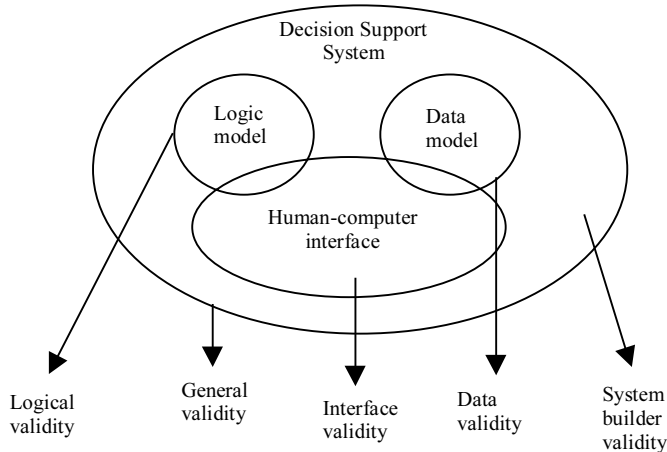 Decision Support
System
Logic
model
Data
model
Human-computer
interface
Logical
validity
General
validity
Interface
validity
Data
validity
System
builder
validity